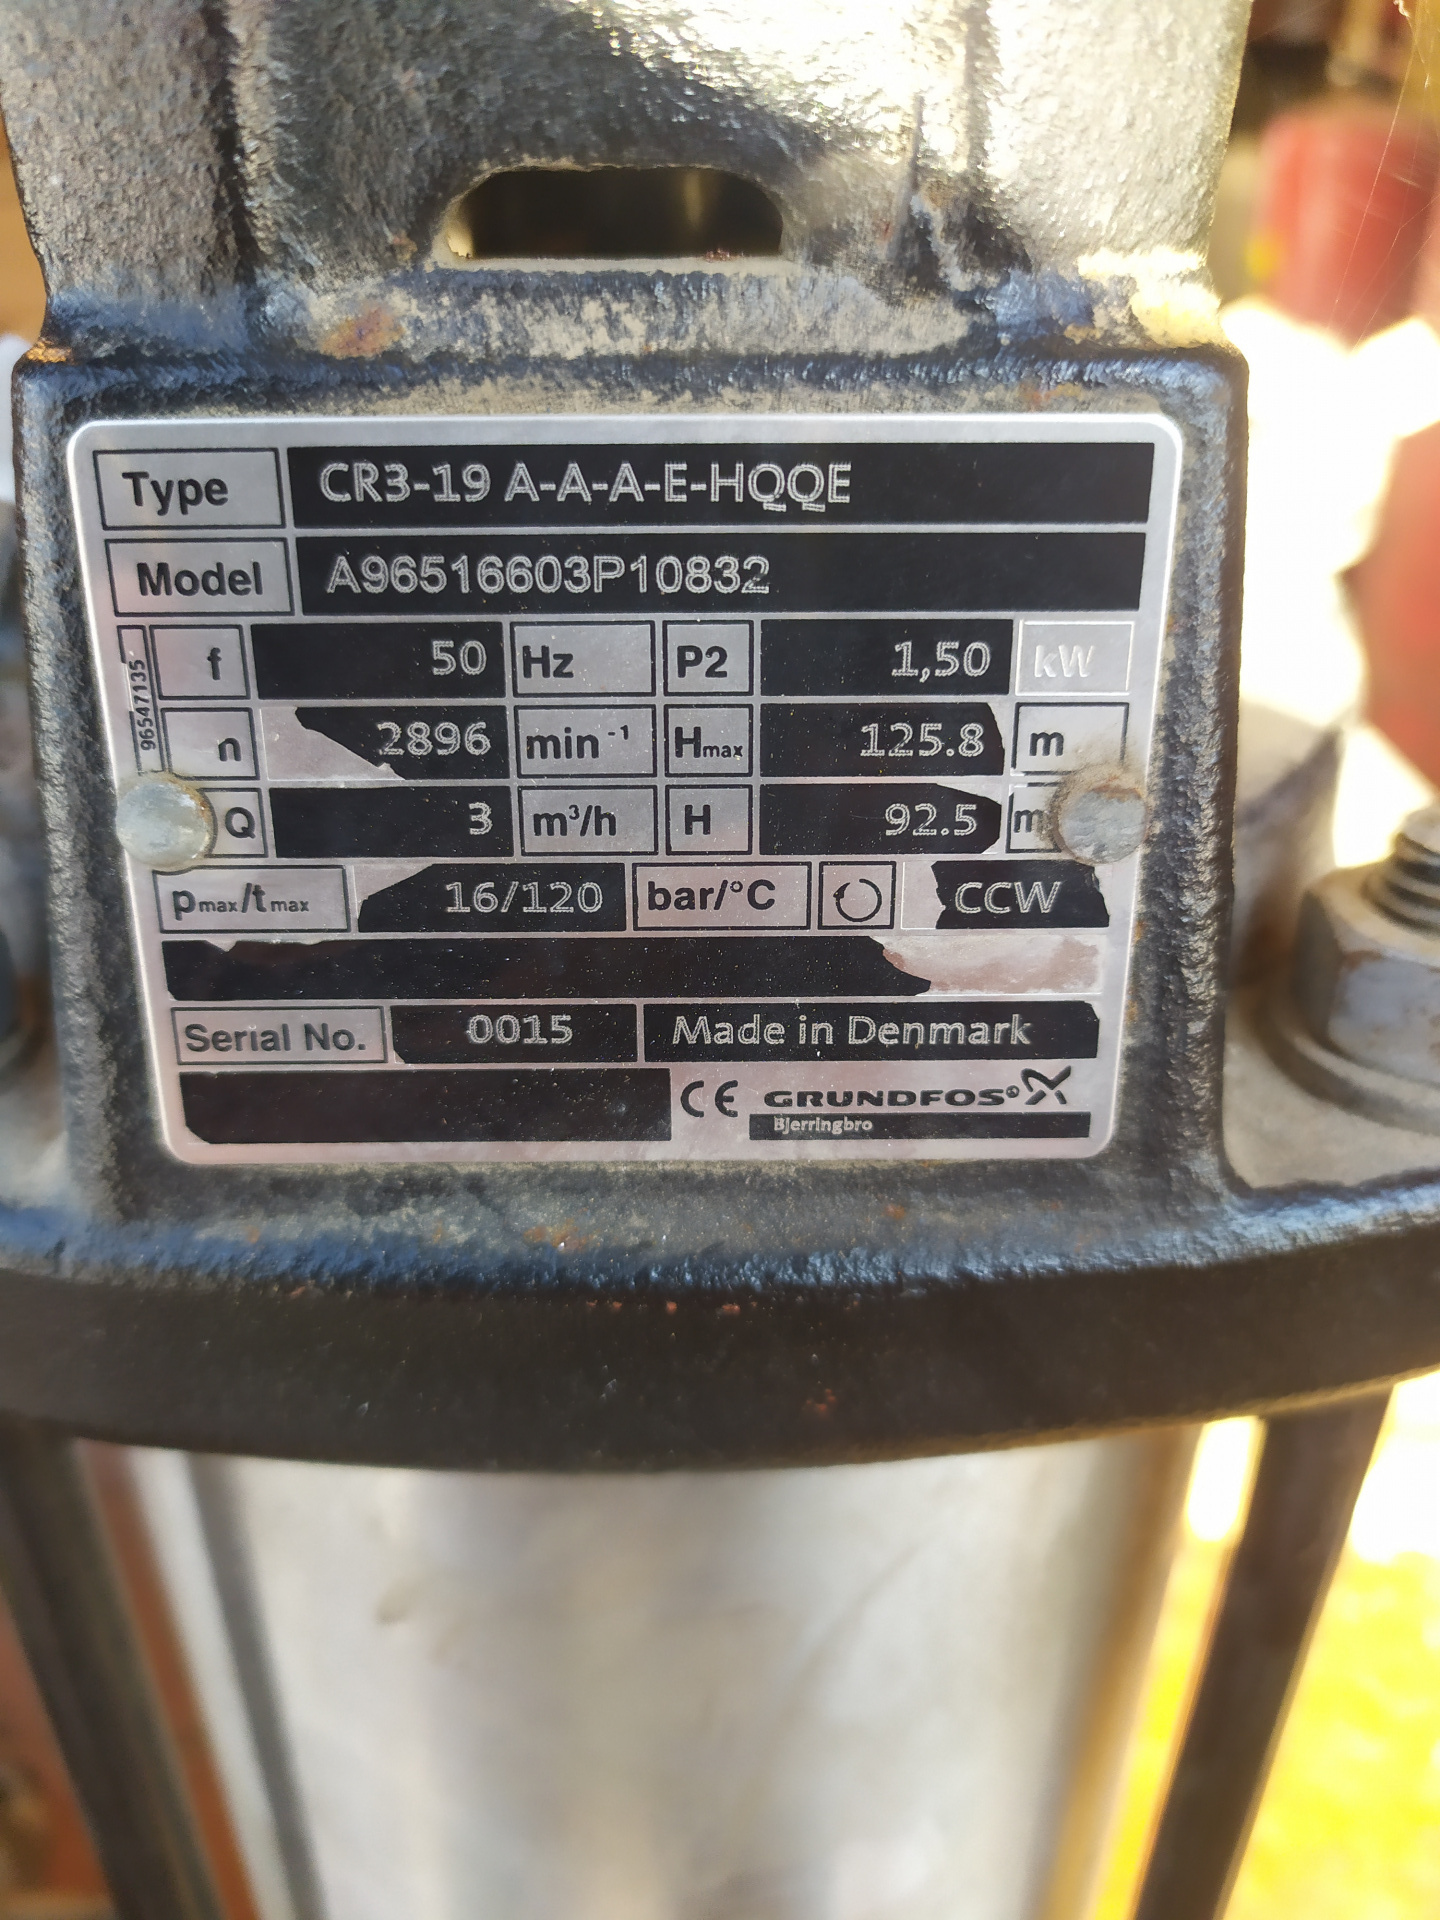 Type CR3-19 A-A-A-E-HQQE
Model A96516603P10832
96547135
f 50 Hz P2 1,50 kW
n 2896 min⁻¹ Hmax 125.8 m
Q 3 m³/h H 92.5 m
pmax/tmax 16/120 bar/°C CCW
Serial No. 0015 Made in Denmark
CE GRUNDFOS®
Bjerringbro